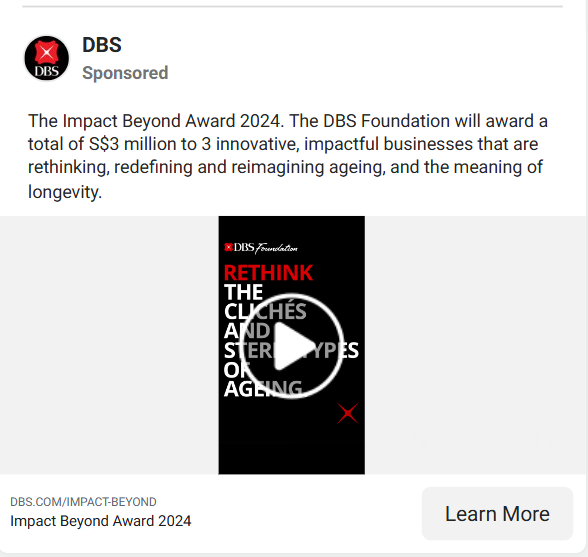 DBS
DBS
Sponsored
The Impact Beyond Award 2024. The DBS Foundation will award a
total of S$3 million to 3 innovative, impactful businesses that are
rethinking, redefining and reimagining ageing, and the meaning of
longevity.
DBS Foundation
RETHINK
THE
CLICHÉS
AND
STEREOTYPES
OF
AGEING
DBS.COM/IMPACT-BEYOND
Impact Beyond Award 2024
Learn More